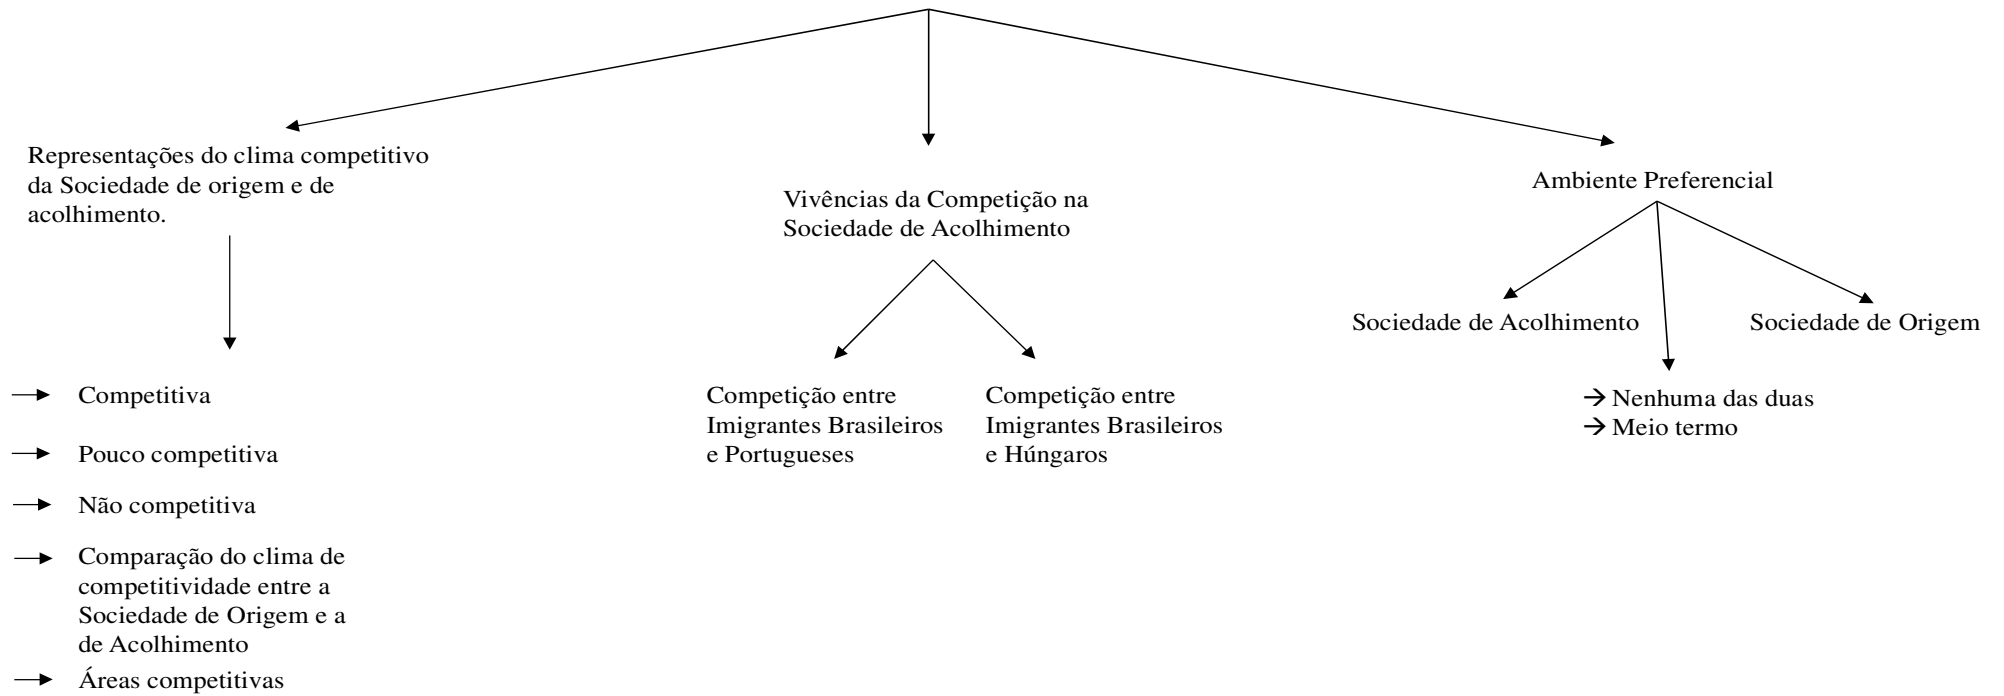 Representações do clima competitivo
da Sociedade de origem e de
acolhimento.
Competitiva
Pouco competitiva
Não competitiva
Comparação do clima de
competitividade entre a
Sociedade de Origem e a
de Acolhimento
Áreas competitivas
Vivências da Competição na
Sociedade de Acolhimento
Competição entre
Imigrantes Brasileiros
e Portugueses
Competição entre
Imigrantes Brasileiros
e Húngaros
Ambiente Preferencial
Sociedade de Acolhimento
→ Nenhuma das duas
→ Meio termo
Sociedade de Origem